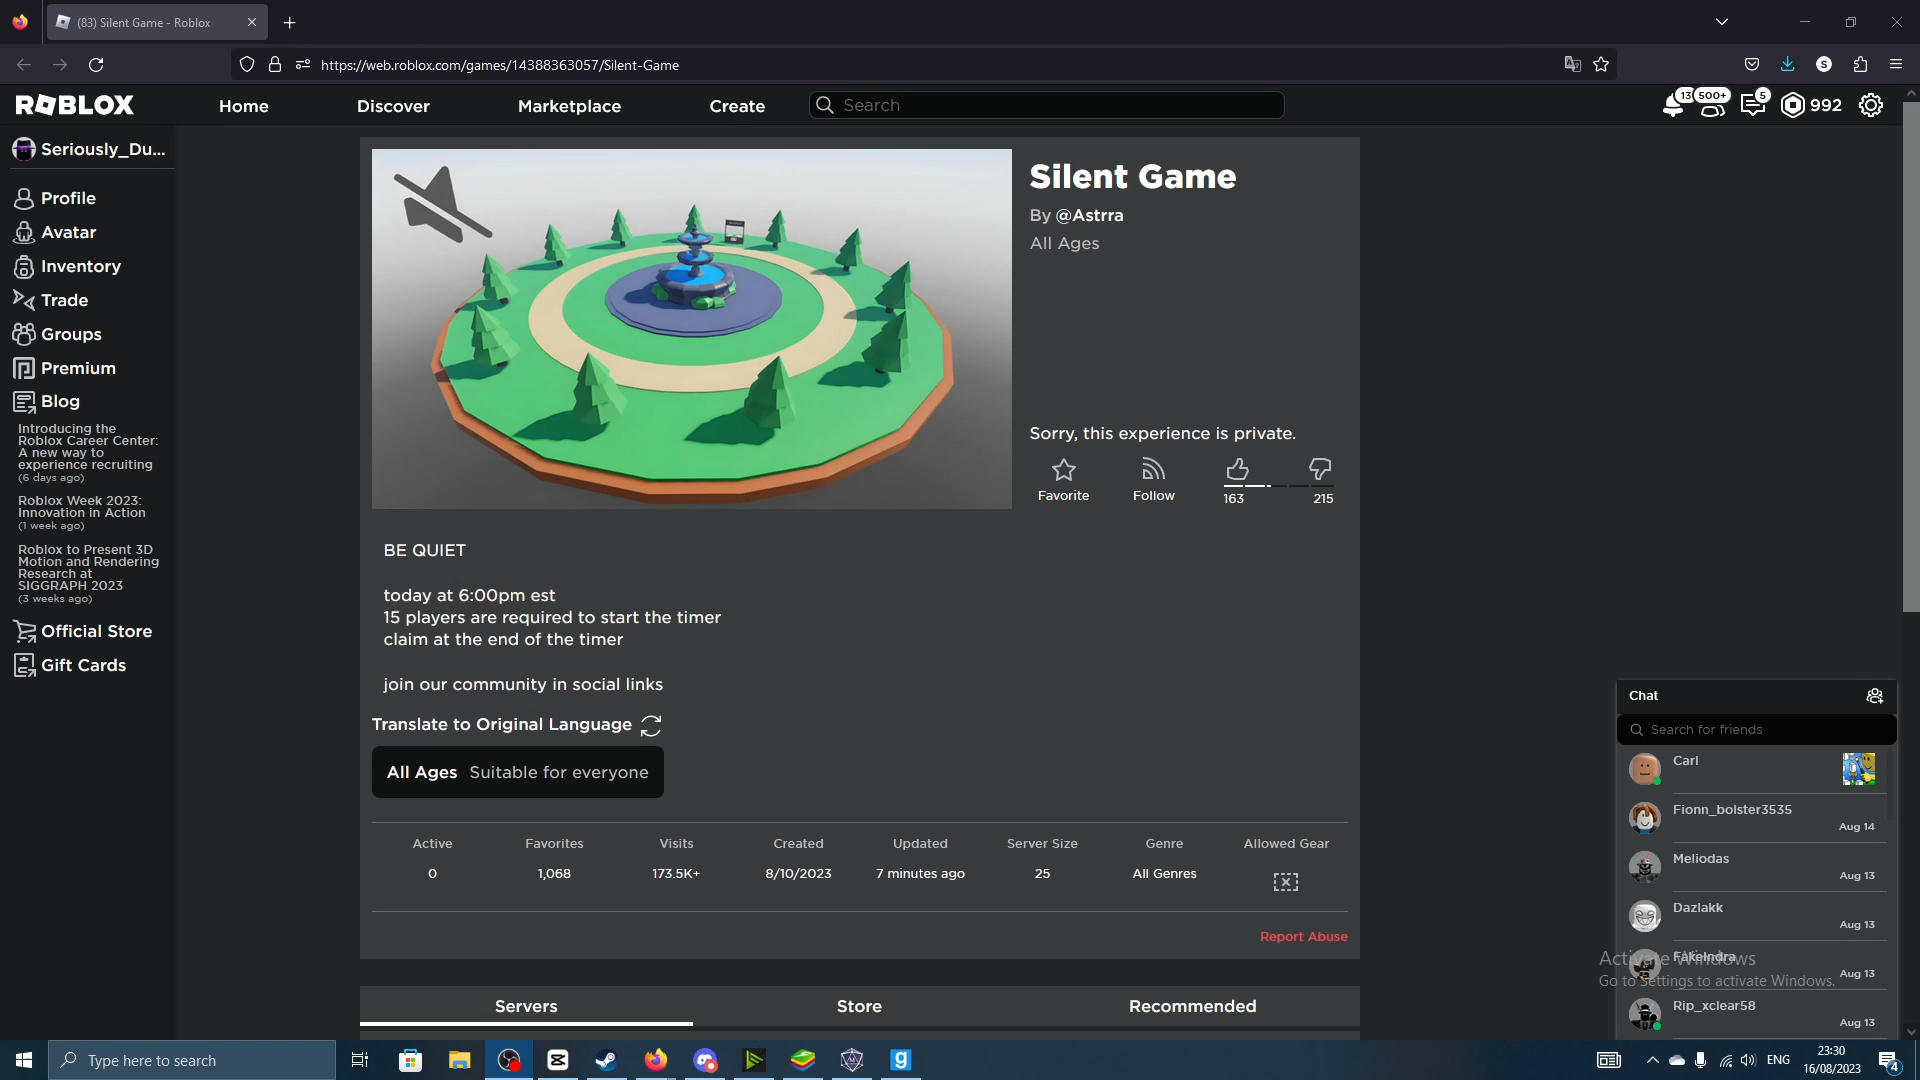 (83) Silent Game - Roblox
https://web.roblox.com/games/14388363057/Silent-Game
S
ROBLOX
Home
Discover
Marketplace
Create
Search
13
500+
5
992
Seriously_Du...
Profile
Avatar
Inventory
Trade
Groups
Premium
Blog
Introducing the
Roblox Career Center:
A new way to
experience recruiting
(6 days ago)
Roblox Week 2023:
Innovation in Action
(1 week ago)
Roblox to Present 3D
Motion and Rendering
Research at
SIGGRAPH 2023
(3 weeks ago)
Official Store
Gift Cards
Silent Game
By @Astrra
All Ages
Sorry, this experience is private.
Favorite
Follow
163
215
BE QUIET
today at 6:00pm est
15 players are required to start the timer
claim at the end of the timer
join our community in social links
Translate to Original Language
All Ages Suitable for everyone
Active Favorites Visits Created Updated Server Size Genre Allowed Gear
0 1,068 173.5K+ 8/10/2023 7 minutes ago 25 All Genres
Report Abuse
Servers
Store
Recommended
Chat
Search for friends
Carl
Fionn_bolster3535
Aug 14
Meliodas
Aug 13
Dazlakk
Aug 13
FakeIndra
Aug 13
Rip_xclear58
Aug 13
Activate Windows
Go to Settings to activate Windows.
Type here to search
ENG
23:30
16/08/2023
4